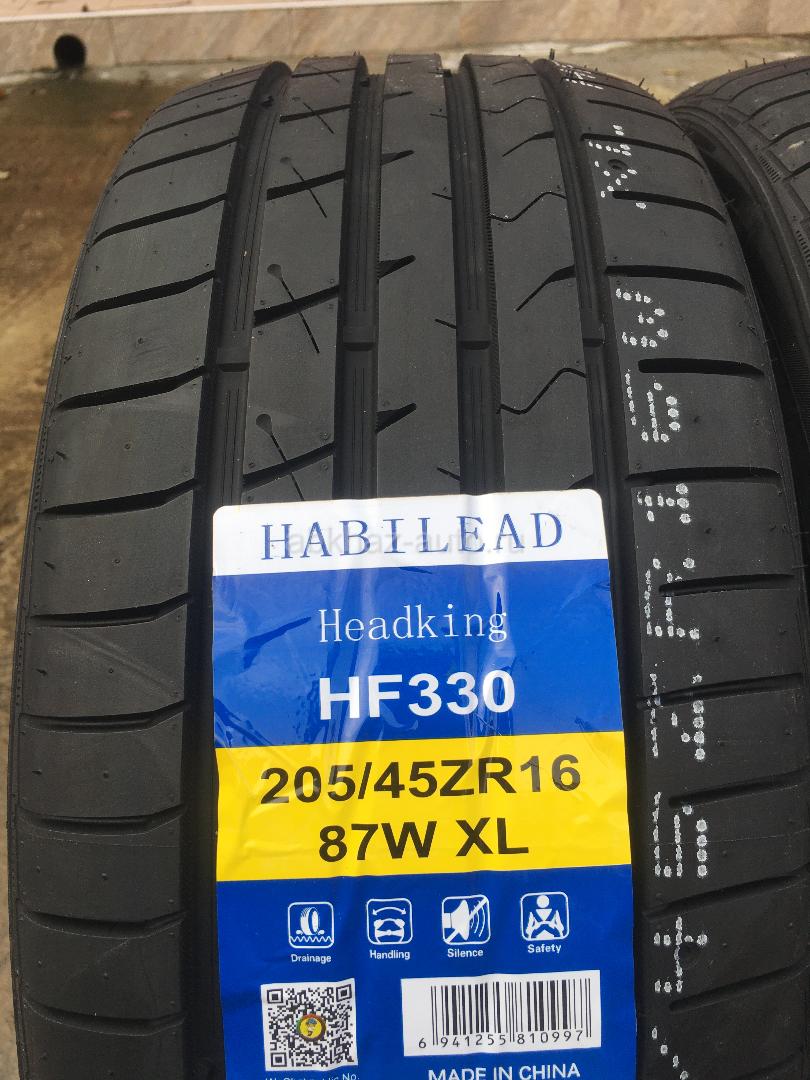 HABILEAD
Headking
HF330
205/45ZR16
87W XL
Drainage Handling Silence Safety
6 941255 810997
MADE IN CHINA